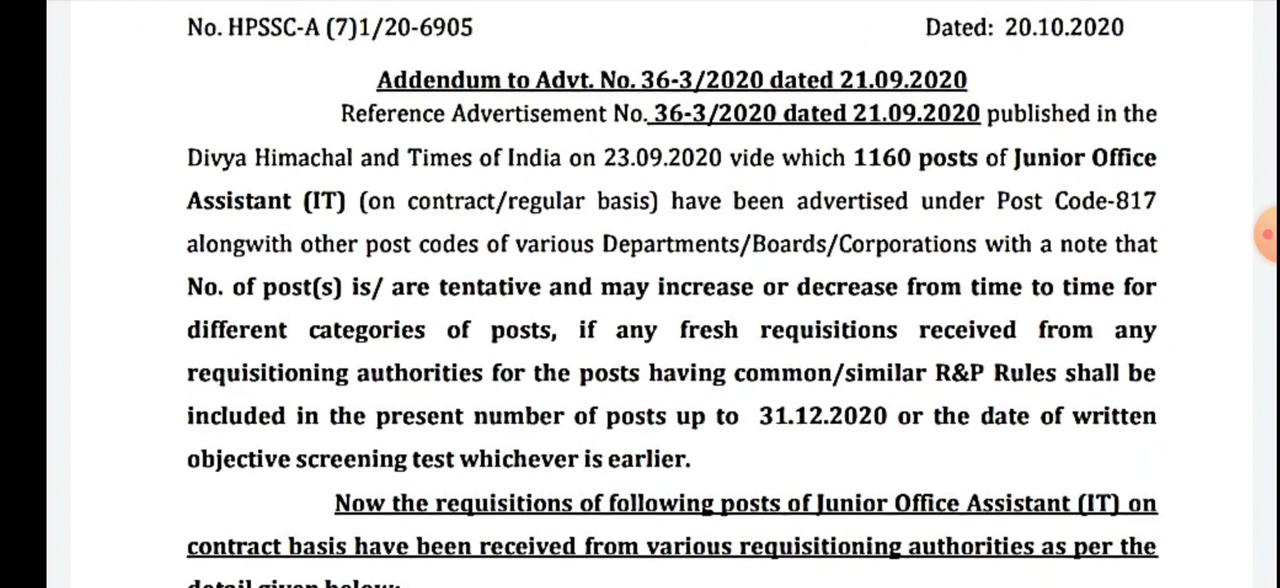 No. HPSSC-A (7)1/20-6905 Dated: 20.10.2020
Addendum to Advt. No. 36-3/2020 dated 21.09.2020
Reference Advertisement No. 36-3/2020 dated 21.09.2020 published in the
Divya Himachal and Times of India on 23.09.2020 vide which 1160 posts of Junior Office
Assistant (IT) (on contract/regular basis) have been advertised under Post Code-817
alongwith other post codes of various Departments/Boards/Corporations with a note that
No. of post(s) is/ are tentative and may increase or decrease from time to time for
different categories of posts, if any fresh requisitions received from any
requisitioning authorities for the posts having common/similar R&P Rules shall be
included in the present number of posts up to 31.12.2020 or the date of written
objective screening test whichever is earlier.
Now the requisitions of following posts of Junior Office Assistant (IT) on
contract basis have been received from various requisitioning authorities as per the
detail given below: